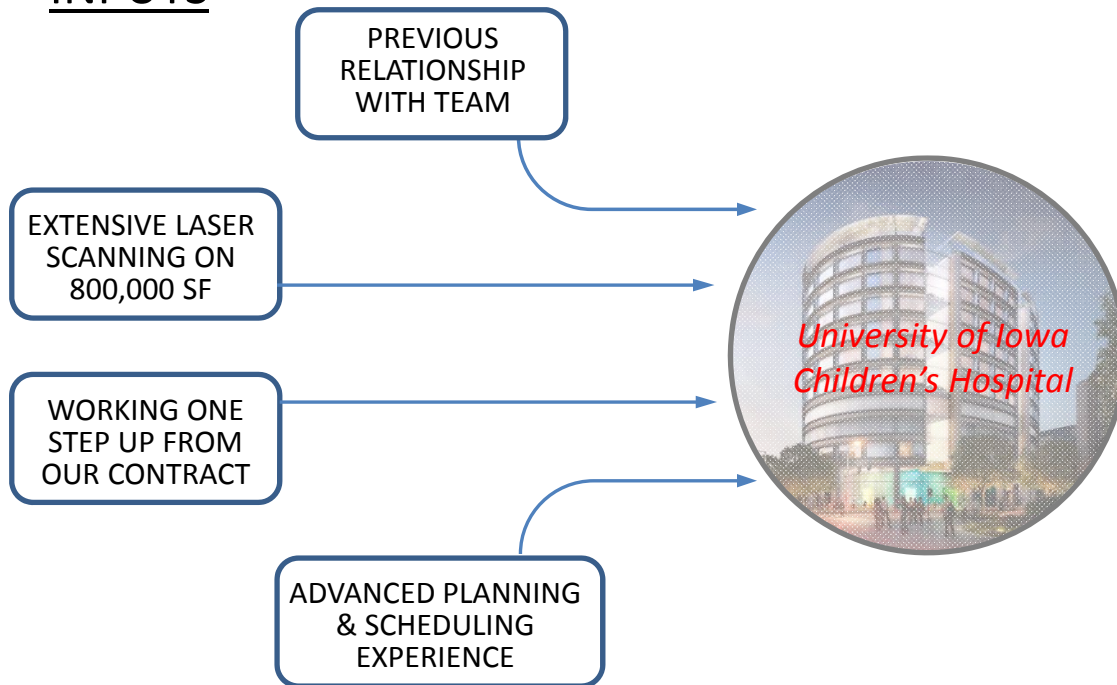 INPUTS
PREVIOUS
RELATIONSHIP
WITH TEAM
EXTENSIVE LASER
SCANNING ON
800,000 SF
WORKING ONE
STEP UP FROM
OUR CONTRACT
ADVANCED PLANNING
& SCHEDULING
EXPERIENCE
University of Iowa
Children’s Hospital